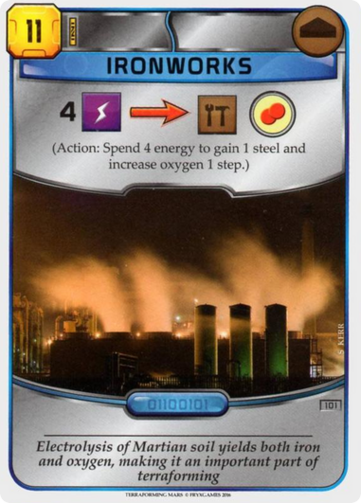 11
IRONWORKS
4
(Action: Spend 4 energy to gain 1 steel and
increase oxygen 1 step.)
S KERR
01100101
101
Electrolysis of Martian soil yields both iron
and oxygen, making it an important part of
terraforming
TERRAFORMING MARS © FRYXGAMES 2016